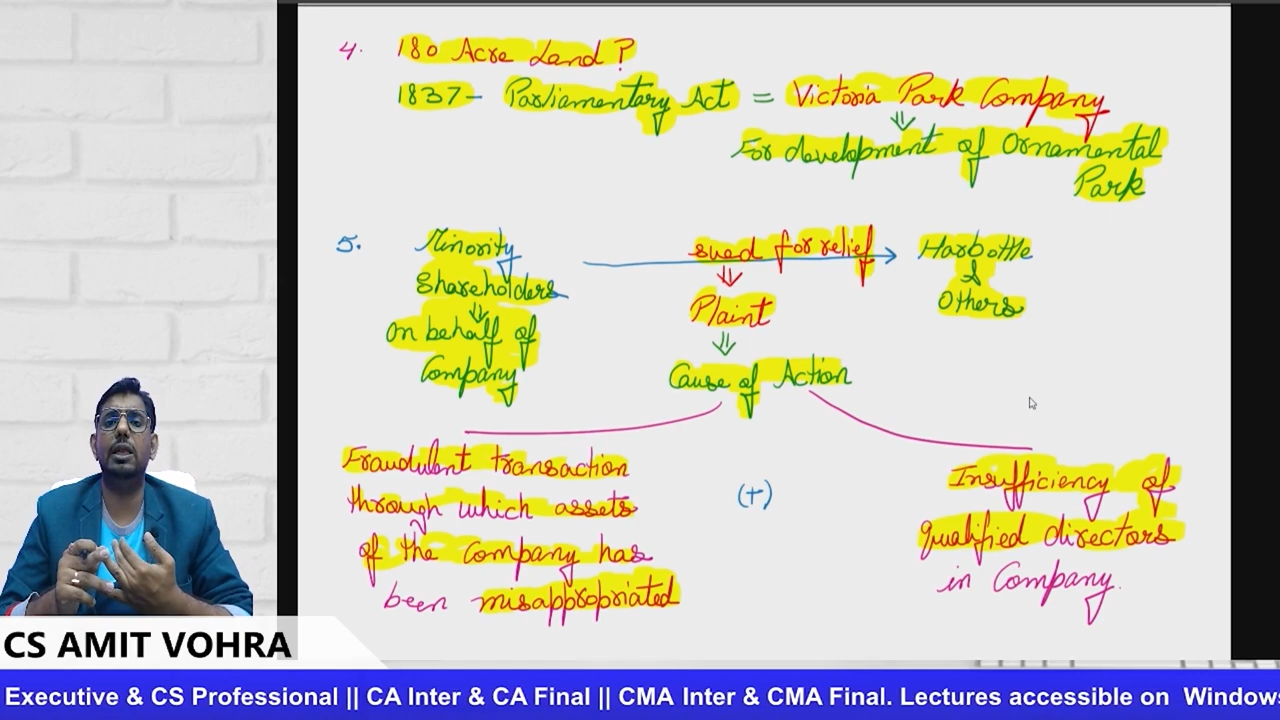 4. 180 Acre Land?
1837 - Parliamentary Act = Victoria Park Company
For development of Ornamental
Park
5. Minority sued for relief Harbottle
Shareholders Plaint &
Others
On behalf of
Company Cause of Action
Fraudulent transaction
through which assets (+)
of the Company has
been misappropriated
Insufficiency of
qualified directors
in Company.
CS AMIT VOHRA
Executive & CS Professional || CA Inter & CA Final || CMA Inter & CMA Final. Lectures accessible on Windows